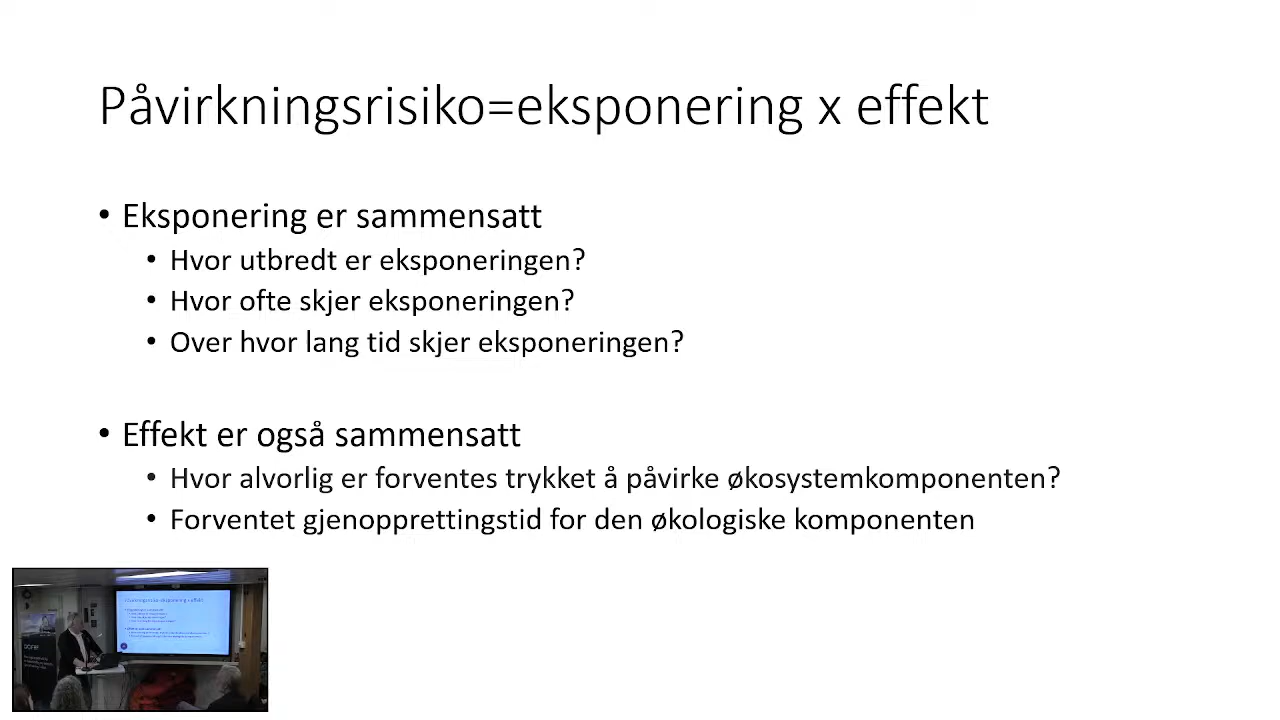 Påvirkningsrisiko=eksponering x effekt
• Eksponering er sammensatt
• Hvor utbredt er eksponeringen?
• Hvor ofte skjer eksponeringen?
• Over hvor lang tid skjer eksponeringen?
• Effekt er også sammensatt
• Hvor alvorlig er forventes trykket å påvirke økosystemkomponenten?
• Forventet gjenopprettingstid for den økologiske komponenten